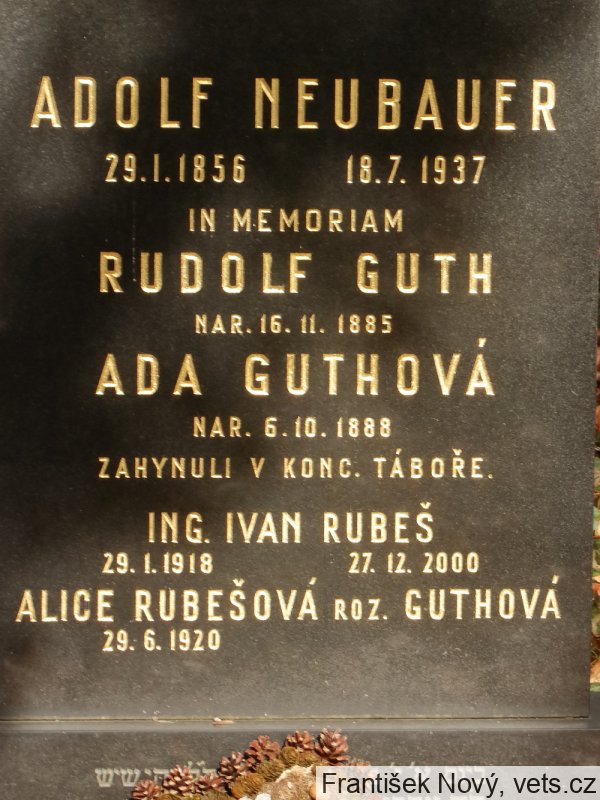 ADOLF NEUBAUER
29.1.1856 18.7.1937
IN MEMORIAM
RUDOLF GUTH
NAR. 16.11.1885
ADA GUTHOVÁ
NAR. 6.10.1888
ZAHYNULI V KONC. TÁBOŘE.
ING. IVAN RUBEŠ
29.1.1918 27.12.2000
ALICE RUBEŠOVÁ ROZ. GUTHOVÁ
29.6.1920
František Nový, vets.cz